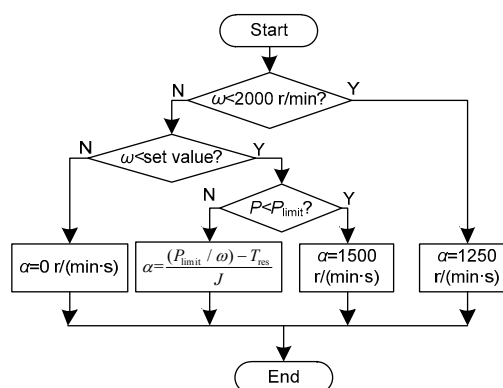 Start
N
ω<2000 r/min?
Y
N
ω<set value?
Y
N
P<Plimit?
Y
α=0 r/(min·s)
α=(Plimit / ω) − Tres
J
α=1500
r/(min·s)
α=1250
r/(min·s)
End